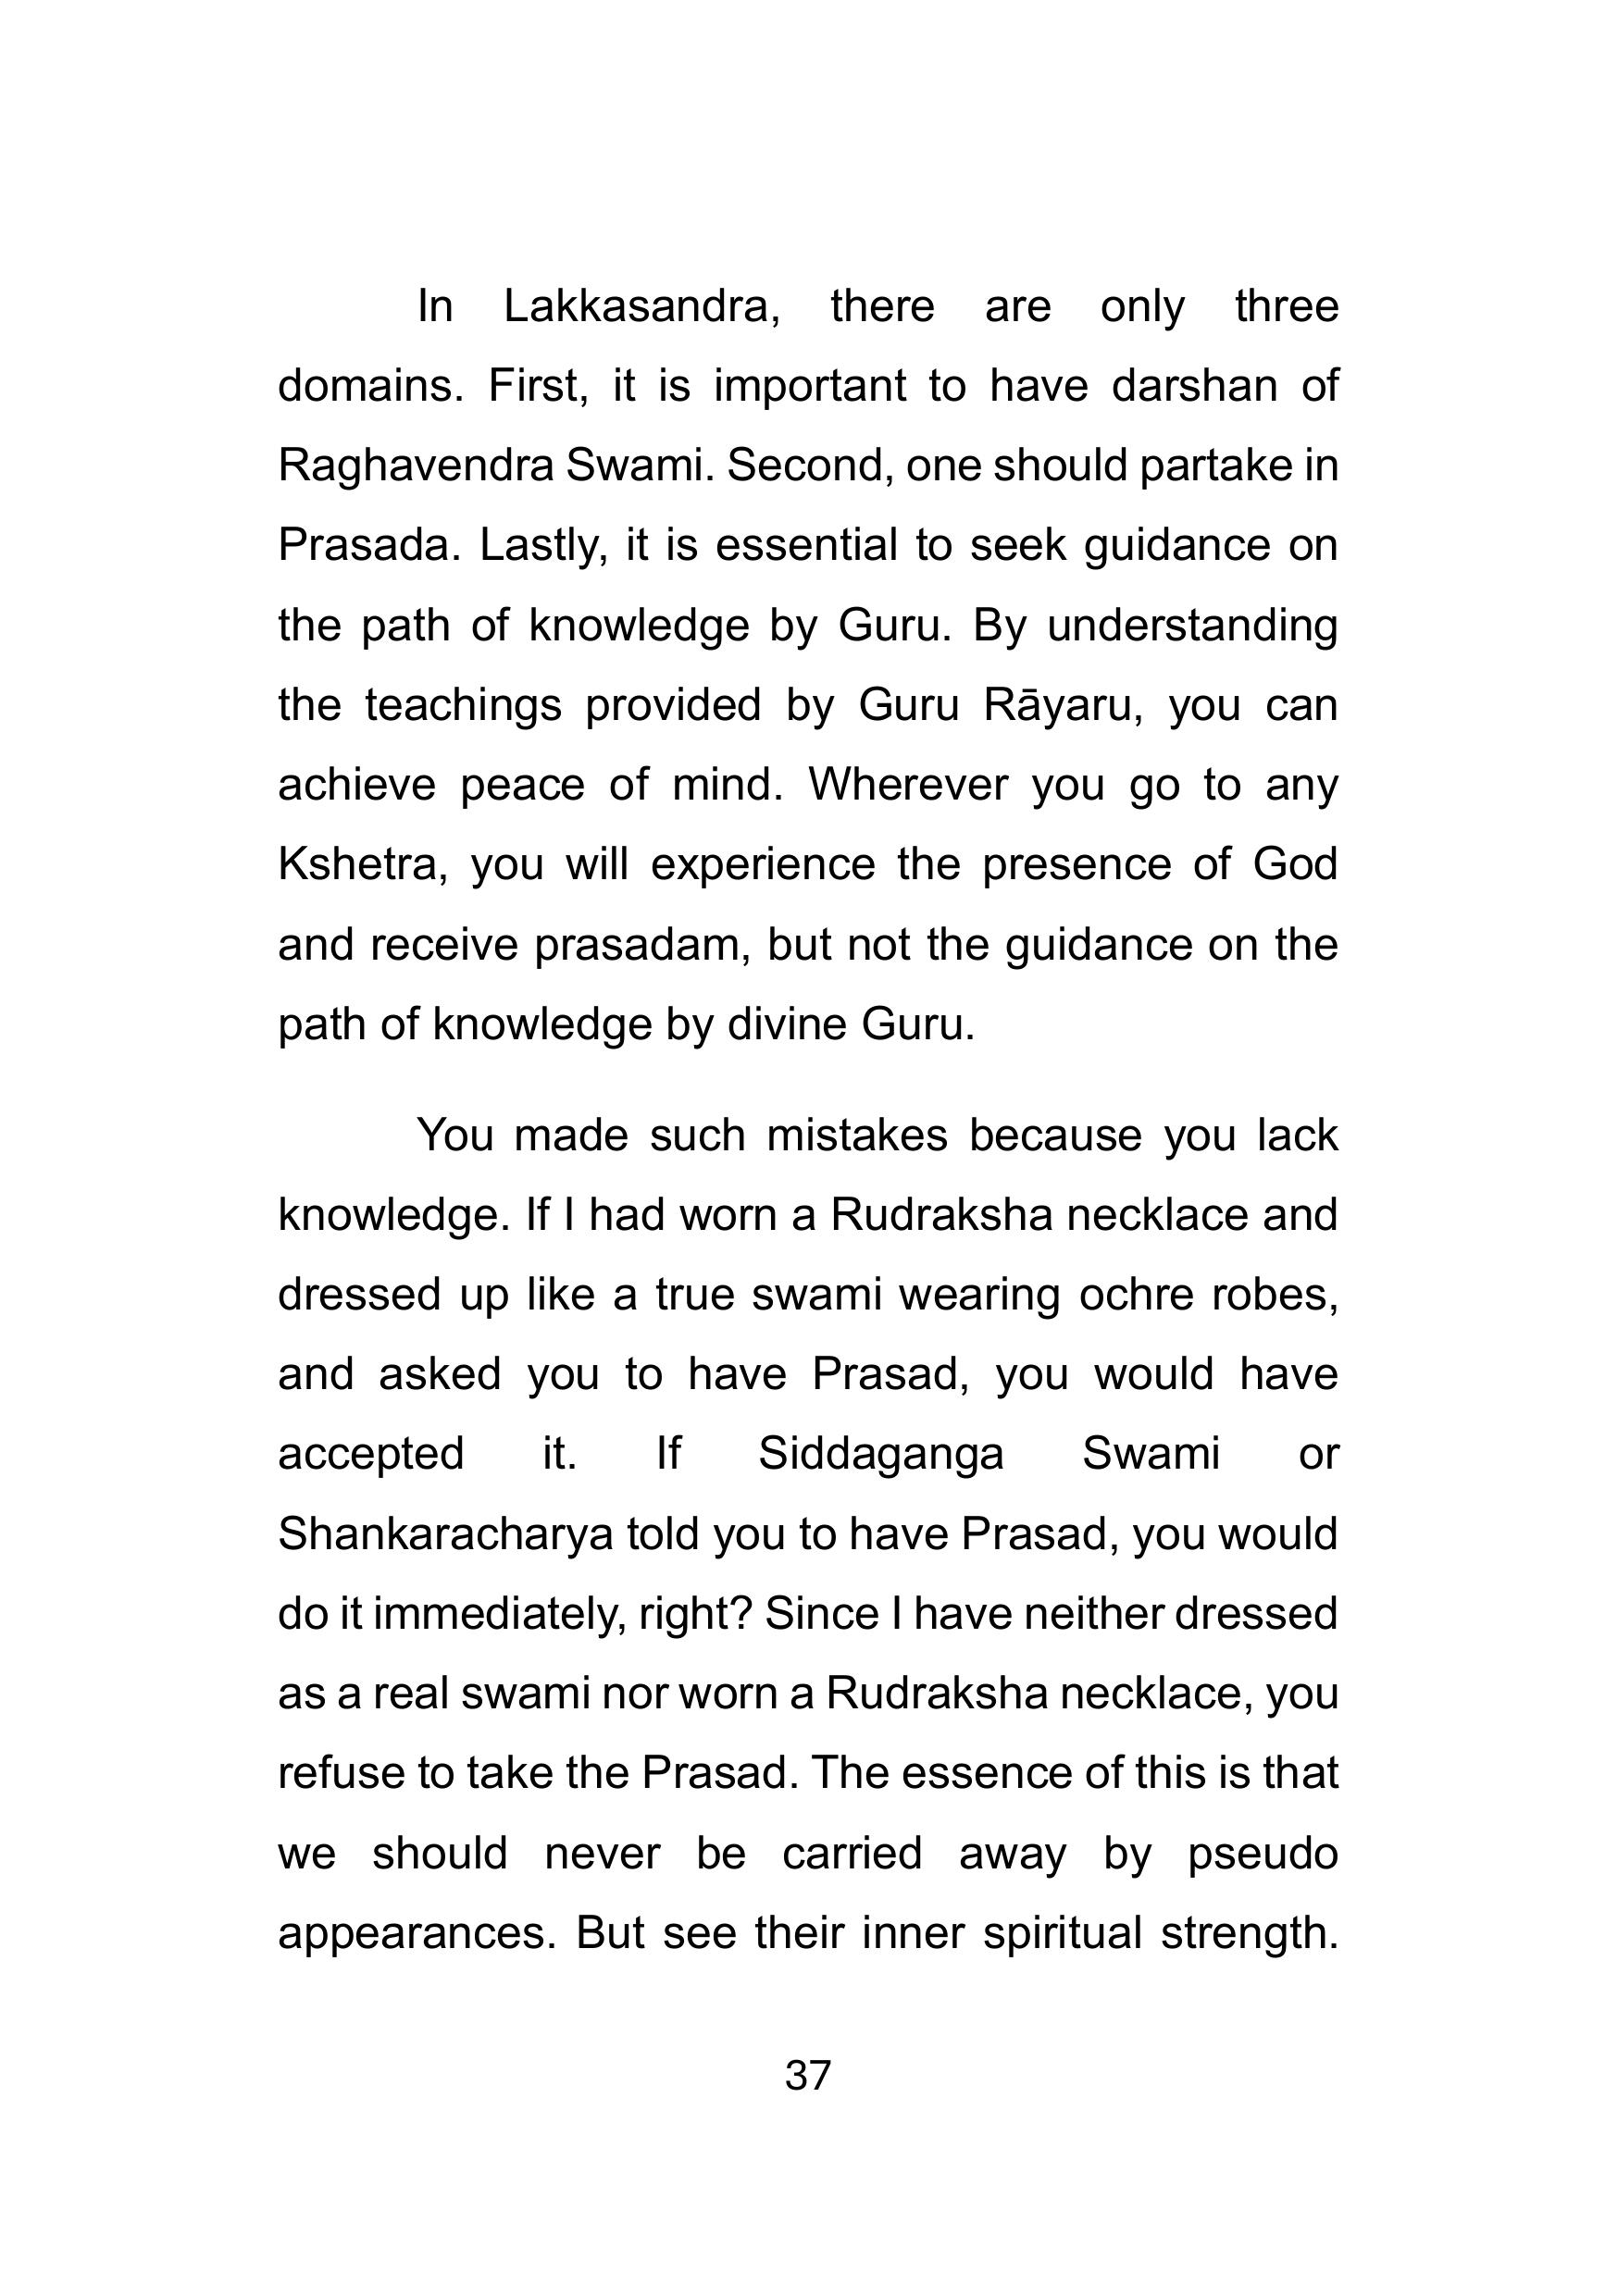 In Lakkasandra, there are only three
domains. First, it is important to have darshan of
Raghavendra Swami. Second, one should partake in
Prasada. Lastly, it is essential to seek guidance on
the path of knowledge by Guru. By understanding
the teachings provided by Guru Rāyaru, you can
achieve peace of mind. Wherever you go to any
Kshetra, you will experience the presence of God
and receive prasadam, but not the guidance on the
path of knowledge by divine Guru.
You made such mistakes because you lack
knowledge. If I had worn a Rudraksha necklace and
dressed up like a true swami wearing ochre robes,
and asked you to have Prasad, you would have
accepted it. If Siddaganga Swami or
Shankaracharya told you to have Prasad, you would
do it immediately, right? Since I have neither dressed
as a real swami nor worn a Rudraksha necklace, you
refuse to take the Prasad. The essence of this is that
we should never be carried away by pseudo
appearances. But see their inner spiritual strength.
37